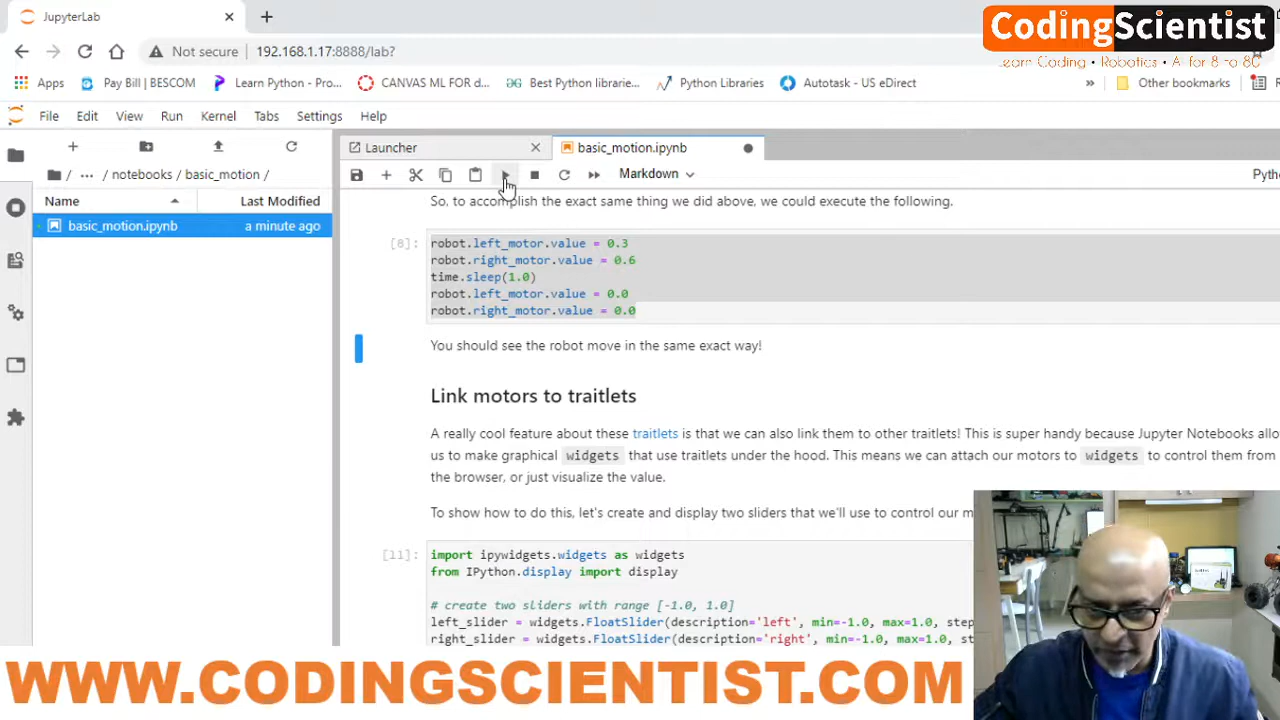 JupyterLab
CodingScientist
Learn Coding • Robotics • AI for 8 to 80
Not secure 192.168.1.17:8888/lab?
Apps Pay Bill | BESCOM Learn Python - Pro... CANVAS ML FOR d... Best Python librarie... Python Libraries Autotask - US eDirect » Other bookmarks
File Edit View Run Kernel Tabs Settings Help
Launcher basic_motion.ipynb
/ ... / notebooks / basic_motion /
Markdown
Pytho
Name Last Modified
basic_motion.ipynb a minute ago
So, to accomplish the exact same thing we did above, we could execute the following.
[8]: robot.left_motor.value = 0.3
robot.right_motor.value = 0.6
time.sleep(1.0)
robot.left_motor.value = 0.0
robot.right_motor.value = 0.0
You should see the robot move in the same exact way!
Link motors to traitlets
A really cool feature about these traitlets is that we can also link them to other traitlets! This is super handy because Jupyter Notebooks allo
us to make graphical widgets that use traitlets under the hood. This means we can attach our motors to widgets to control them from
the browser, or just visualize the value.
To show how to do this, let's create and display two sliders that we'll use to control our m
[11]: import ipywidgets.widgets as widgets
from IPython.display import display
# create two sliders with range [-1.0, 1.0]
left_slider = widgets.FloatSlider(description='left', min=-1.0, max=1.0, step
right_slider = widgets.FloatSlider(description='right', min=-1.0, max=1.0, st
WWW.CODINGSCIENTIST.COM